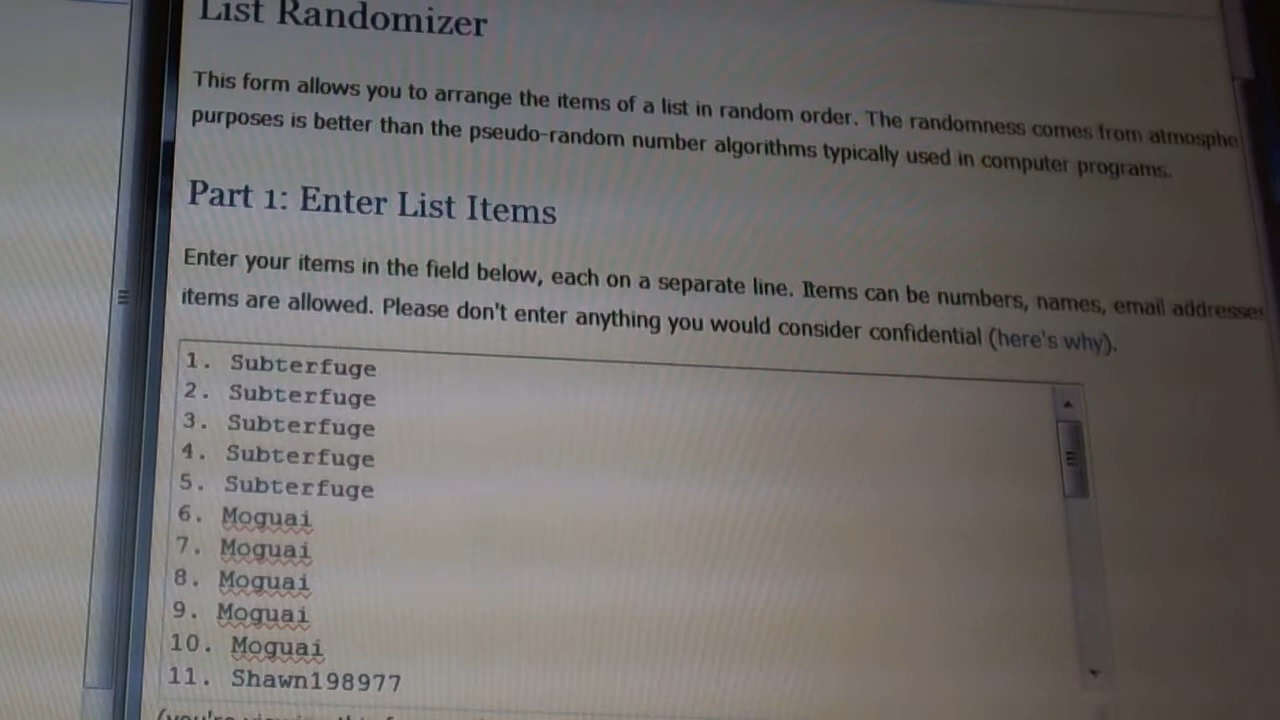 List Randomizer
This form allows you to arrange the items of a list in random order. The randomness comes from atmosphe
purposes is better than the pseudo-random number algorithms typically used in computer programs.
Part 1: Enter List Items
Enter your items in the field below, each on a separate line. Items can be numbers, names, email addresses
items are allowed. Please don't enter anything you would consider confidential (here's why).
1. Subterfuge
2. Subterfuge
3. Subterfuge
4. Subterfuge
5. Subterfuge
6. Moguai
7. Moguai
8. Moguai
9. Moguai
10. Moguai
11. Shawn198977